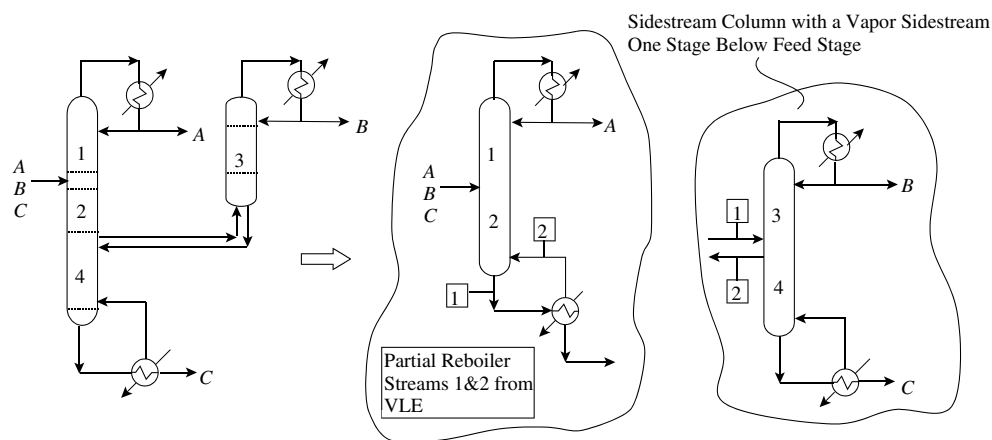 Sidestream Column with a Vapor Sidestream
One Stage Below Feed Stage
A
B
C
1
2
4
A
3
B
C
A
B
C
1
2
A
2
1
Partial Reboiler
Streams 1&2 from
VLE
1
2
3
4
B
C